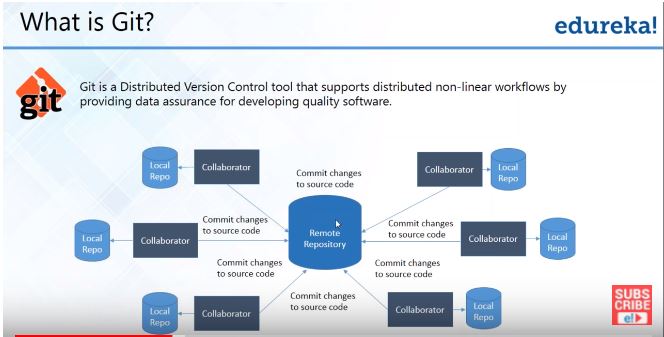 What is Git?
edureka!
git
Git is a Distributed Version Control tool that supports distributed non-linear workflows by
providing data assurance for developing quality software.
Local
Repo
Collaborator
Commit changes
to source code
Collaborator
Local
Repo
Local
Repo
Collaborator
Commit changes
to source code
Remote
Repository
Commit changes
to source code
Collaborator
Local
Repo
Commit changes
to source code
Commit changes
to source code
Local
Repo
Collaborator
Commit changes
to source code
Collaborator
Local
Repo
SUBS
CRIBE
e!